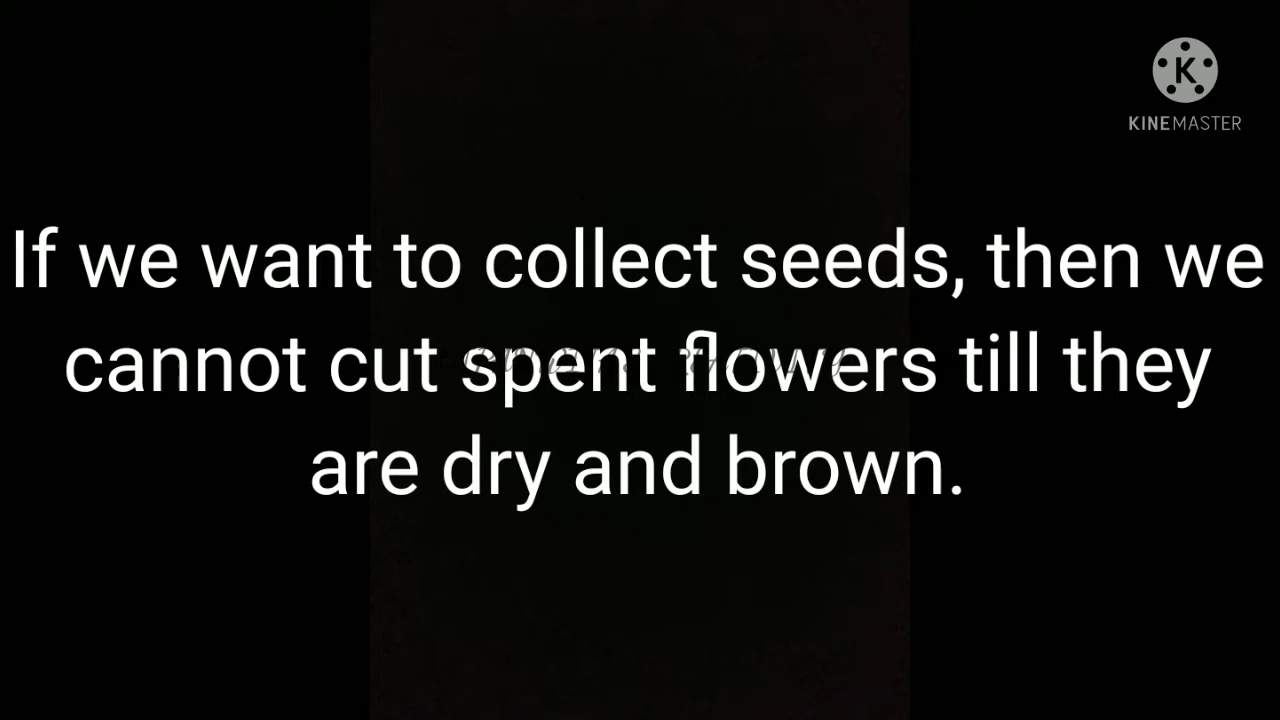 KINEMASTER
If we want to collect seeds, then we
cannot cut spent flowers till they
are dry and brown.